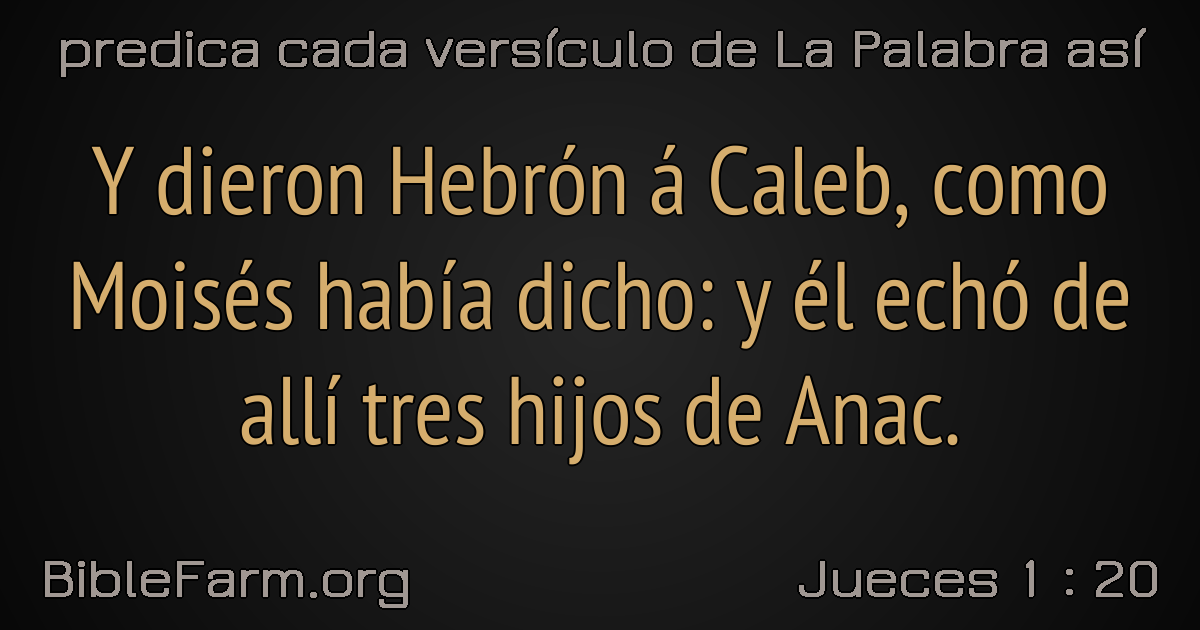 predica cada versículo de La Palabra así
Y dieron Hebrón á Caleb, como
Moisés había dicho: y él echó de
allí tres hijos de Anac.
BibleFarm.org
Jueces 1 : 20